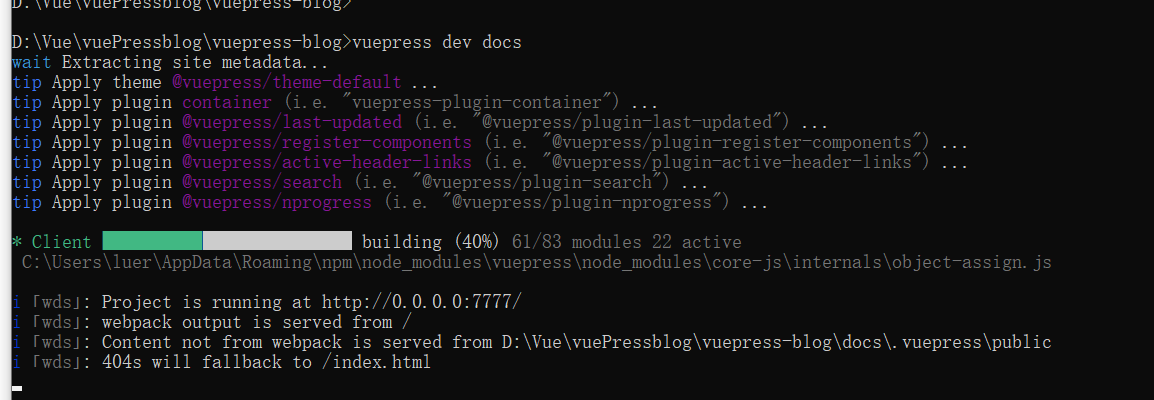 D:\Vue\vuePressblog\vuepress-blog>
D:\Vue\vuePressblog\vuepress-blog>vuepress dev docs
wait Extracting site metadata...
tip Apply theme @vuepress/theme-default ...
tip Apply plugin container (i.e. "vuepress-plugin-container") ...
tip Apply plugin @vuepress/last-updated (i.e. "@vuepress/plugin-last-updated") ...
tip Apply plugin @vuepress/register-components (i.e. "@vuepress/plugin-register-components") ...
tip Apply plugin @vuepress/active-header-links (i.e. "@vuepress/plugin-active-header-links") ...
tip Apply plugin @vuepress/search (i.e. "@vuepress/plugin-search") ...
tip Apply plugin @vuepress/nprogress (i.e. "@vuepress/plugin-nprogress") ...
* Client building (40%) 61/83 modules 22 active
C:\Users\luer\AppData\Roaming\npm\node_modules\vuepress\node_modules\core-js\internals\object-assign.js
i ｢wds｣: Project is running at http://0.0.0.0:7777/
i ｢wds｣: webpack output is served from /
i ｢wds｣: Content not from webpack is served from D:\Vue\vuePressblog\vuepress-blog\docs\.vuepress\public
i ｢wds｣: 404s will fallback to /index.html